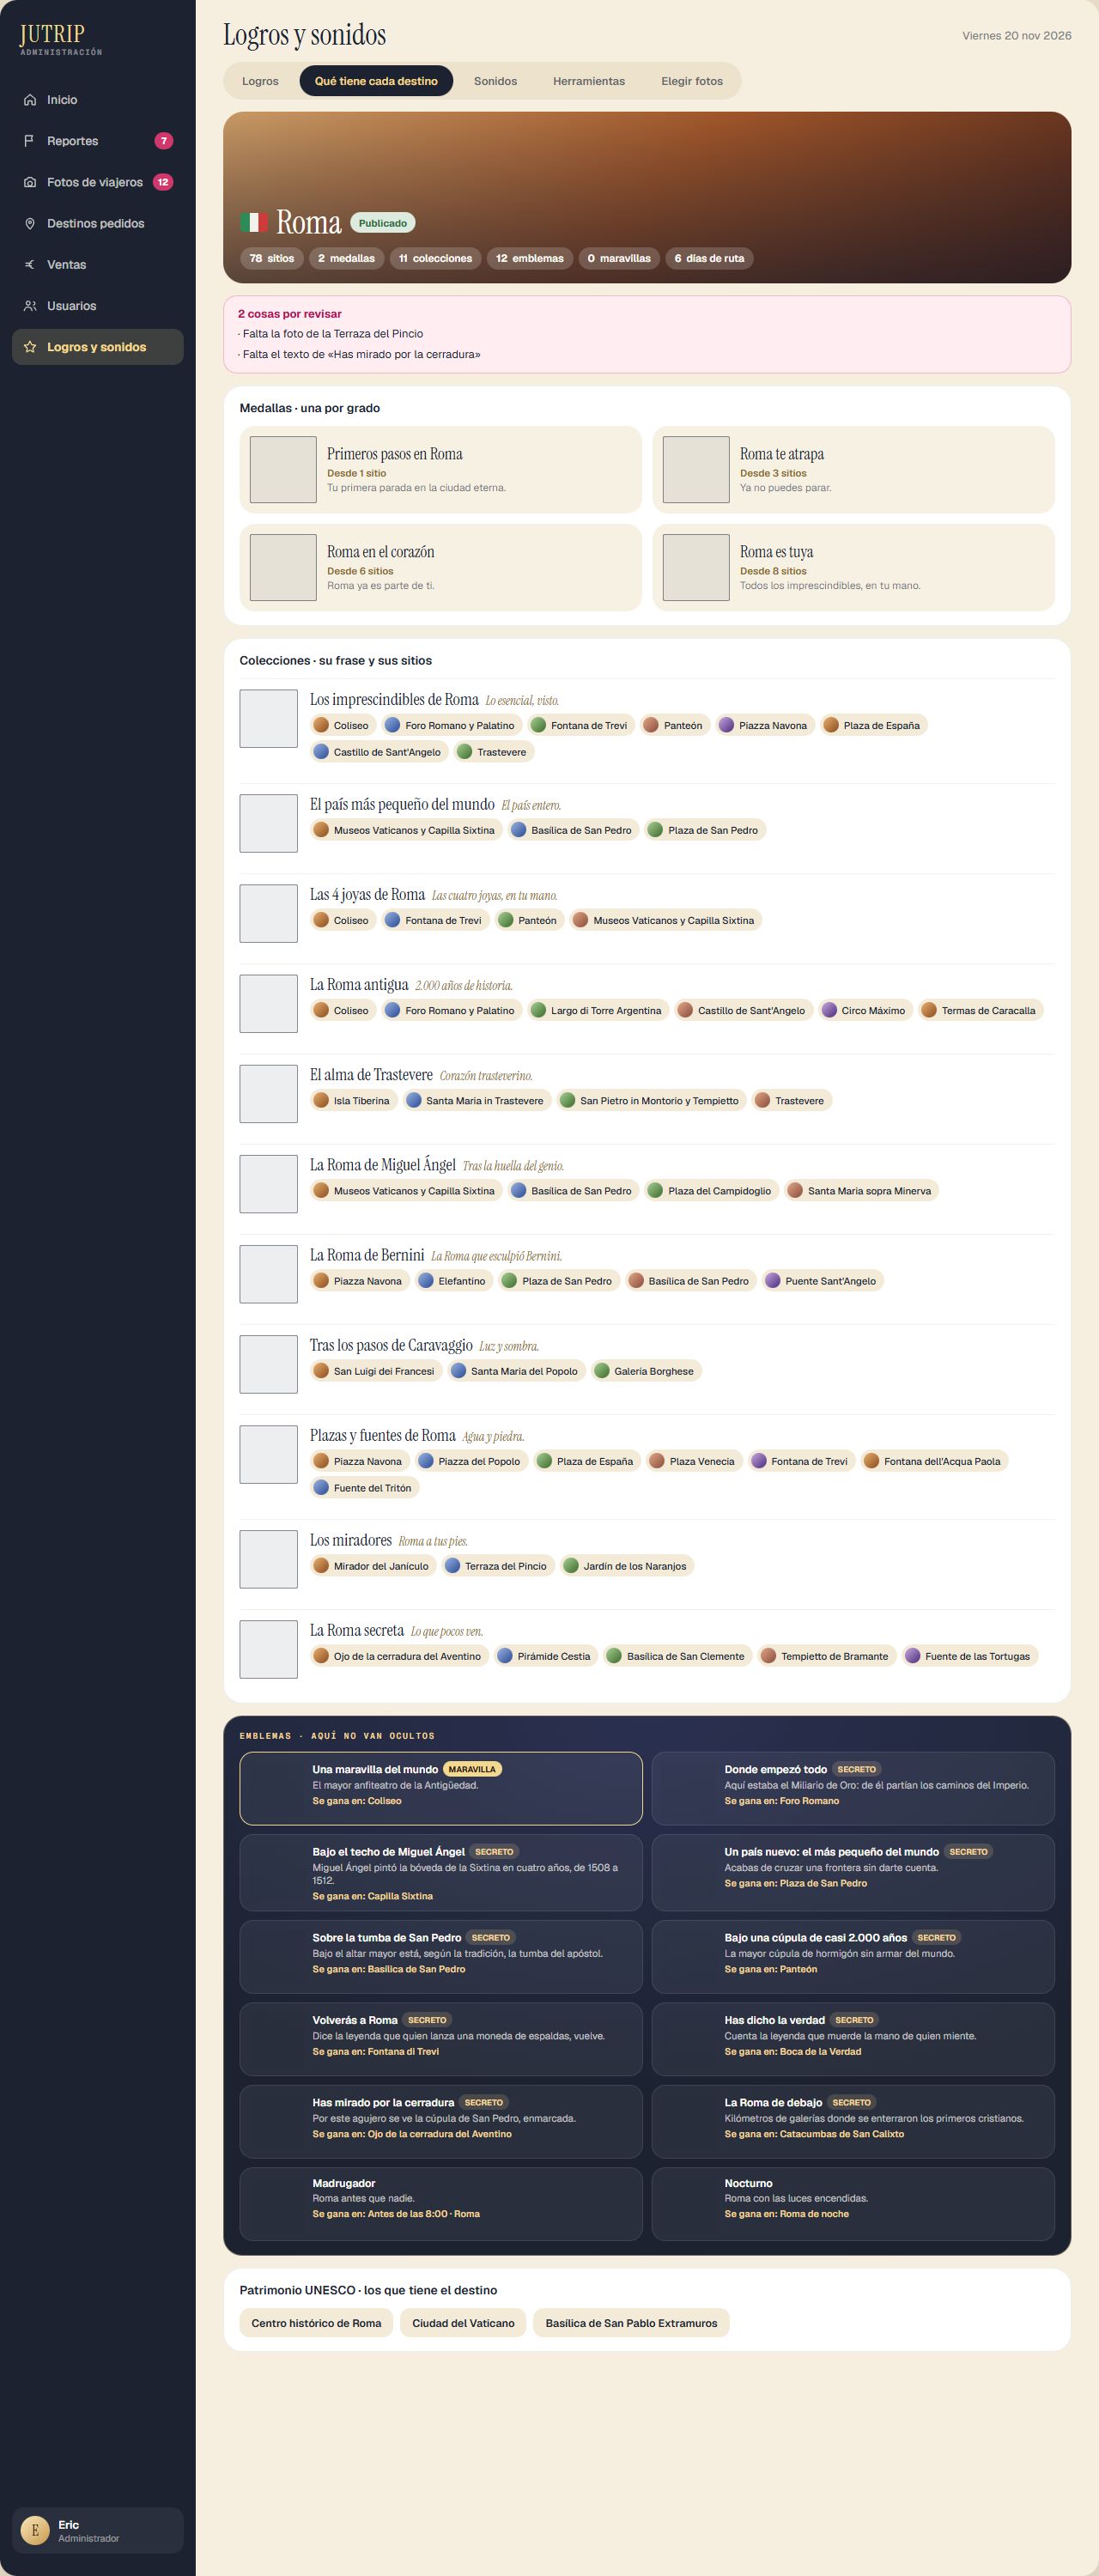 JUTRIP
ADMINISTRACIÓN
Inicio
Reportes 7
Fotos de viajeros 12
Destinos pedidos
Ventas
Usuarios
Logros y sonidos
Eric
E
Administrador
Logros y sonidos
Viernes 20 nov 2026
Logros Qué tiene cada destino Sonidos Herramientas Elegir fotos
Roma Publicado
78 sitios 2 medallas 11 colecciones 12 emblemas 0 maravillas 6 días de ruta
2 cosas por revisar
· Falta la foto de la Terraza del Pincio
· Falta el texto de «Has mirado por la cerradura»
Medallas · una por grado
Primeros pasos en Roma
Desde 1 sitio
Tu primera parada en la ciudad eterna.
Roma te atrapa
Desde 3 sitios
Ya no puedes parar.
Roma en el corazón
Desde 6 sitios
Roma ya es parte de ti.
Roma es tuya
Desde 8 sitios
Todos los imprescindibles, en tu mano.
Colecciones · su frase y sus sitios
Los imprescindibles de Roma Lo esencial, visto.
Coliseo Foro Romano y Palatino Fontana de Trevi Panteón Piazza Navona Plaza de España
Castillo de Sant'Angelo Trastevere
El país más pequeño del mundo El país entero.
Museos Vaticanos y Capilla Sixtina Basílica de San Pedro Plaza de San Pedro
Las 4 joyas de Roma Las cuatro joyas, en tu mano.
Coliseo Fontana de Trevi Panteón Museos Vaticanos y Capilla Sixtina
La Roma antigua 2.000 años de historia.
Coliseo Foro Romano y Palatino Largo di Torre Argentina Castillo de Sant'Angelo Circo Máximo Termas de Caracalla
El alma de Trastevere Corazón trasteverino.
Isla Tiberina Santa Maria in Trastevere San Pietro in Montorio y Tempietto Trastevere
La Roma de Miguel Ángel Tras la huella del genio.
Museos Vaticanos y Capilla Sixtina Basílica de San Pedro Plaza del Campidoglio Santa Maria sopra Minerva
La Roma de Bernini La Roma que esculpió Bernini.
Piazza Navona Elefantino Plaza de San Pedro Basílica de San Pedro Puente Sant'Angelo
Tras los pasos de Caravaggio Luz y sombra.
San Luigi dei Francesi Santa Maria del Popolo Galería Borghese
Plazas y fuentes de Roma Agua y piedra.
Piazza Navona Piazza del Popolo Plaza de España Plaza Venecia Fontana de Trevi Fontana dell'Acqua Paola
Fuente del Tritón
Los miradores Roma a tus pies.
Mirador del Janículo Terraza del Pincio Jardín de los Naranjos
La Roma secreta Lo que pocos ven.
Ojo de la cerradura del Aventino Pirámide Cestia Basílica de San Clemente Tempietto de Bramante Fuente de las Tortugas
EMBLEMAS · AQUÍ NO VAN OCULTOS
Una maravilla del mundo MARAVILLA
El mayor anfiteatro de la Antigüedad.
Se gana en: Coliseo
Donde empezó todo SECRETO
Aquí estaba el Miliario de Oro: de él partían los caminos del Imperio.
Se gana en: Foro Romano
Bajo el techo de Miguel Ángel SECRETO
Miguel Ángel pintó la bóveda de la Sixtina en cuatro años, de 1508 a
1512.
Se gana en: Capilla Sixtina
Un país nuevo: el más pequeño del mundo SECRETO
Acabas de cruzar una frontera sin darte cuenta.
Se gana en: Plaza de San Pedro
Sobre la tumba de San Pedro SECRETO
Bajo el altar mayor está, según la tradición, la tumba del apóstol.
Se gana en: Basílica de San Pedro
Bajo una cúpula de casi 2.000 años SECRETO
La mayor cúpula de hormigón sin armar del mundo.
Se gana en: Panteón
Volverás a Roma SECRETO
Dice la leyenda que quien lanza una moneda de espaldas, vuelve.
Se gana en: Fontana di Trevi
Has dicho la verdad SECRETO
Cuenta la leyenda que muerde la mano de quien miente.
Se gana en: Boca de la Verdad
Has mirado por la cerradura SECRETO
Por este agujero se ve la cúpula de San Pedro, enmarcada.
Se gana en: Ojo de la cerradura del Aventino
La Roma de debajo SECRETO
Kilómetros de galerías donde se enterraron los primeros cristianos.
Se gana en: Catacumbas de San Calixto
Madrugador
Roma antes que nadie.
Se gana en: Antes de las 8:00 · Roma
Nocturno
Roma con las luces encendidas.
Se gana en: Roma de noche
Patrimonio UNESCO · los que tiene el destino
Centro histórico de Roma Ciudad del Vaticano Basílica de San Pablo Extramuros